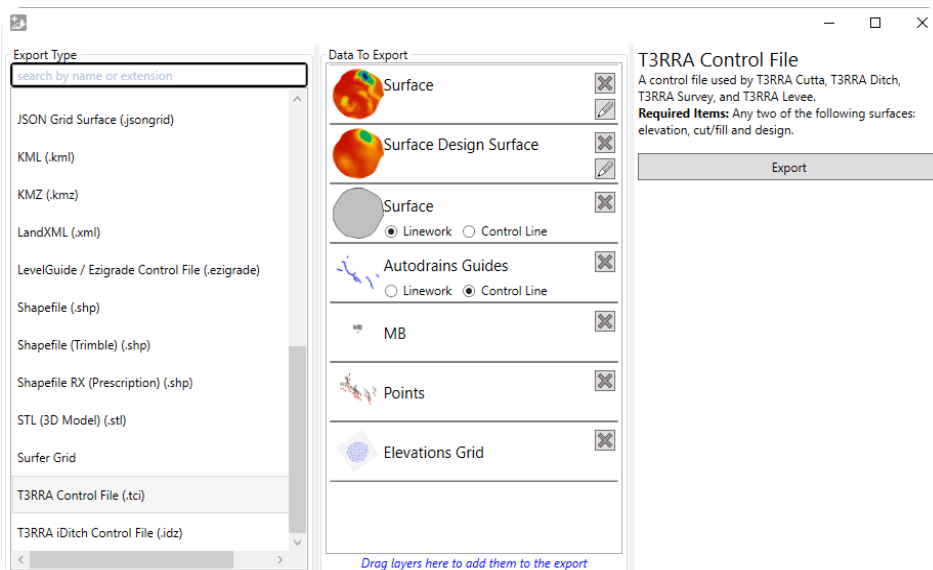 Export Type
search by name or extension
JSON Grid Surface (.jsongrid)
KML (.kml)
KMZ (.kmz)
LandXML (.xml)
LevelGuide / Ezigrade Control File (.ezigrade)
Shapefile (.shp)
Shapefile (Trimble) (.shp)
Shapefile RX (Prescription) (.shp)
STL (3D Model) (.stl)
Surfer Grid
T3RRA Control File (.tci)
T3RRA iDitch Control File (.idz)
Data To Export
Surface
Surface Design Surface
Surface
Linework Control Line
Autodrains Guides
Linework Control Line
MB
MB
Points
Elevations Grid
Drag layers here to add them to the export
T3RRA Control File
A control file used by T3RRA Cutta, T3RRA Ditch,
T3RRA Survey, and T3RRA Levee.
Required Items: Any two of the following surfaces:
elevation, cut/fill and design.
Export